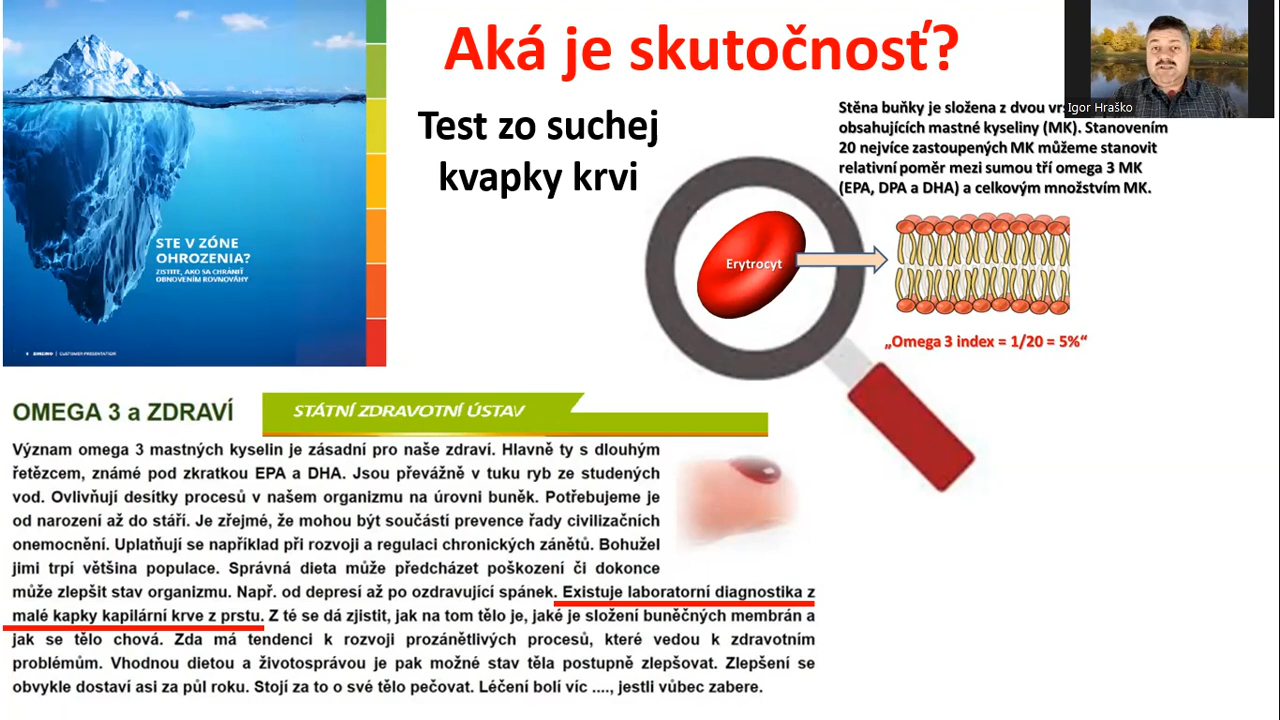 Aká je skutočnosť?
Test zo suchej
kvapky krvi
STE V ZÓNE
OHROZENIA?
ZISTITE, AKO SA CHRÁNIŤ
OBNOVENÍM ROVNOVÁHY
CUSTOMER PRESENTATION
Igor Hraško
Stěna buňky je složena z dvou
obsahujících mastné kyseliny (MK). Stanovením
20 nejvíce zastoupených MK můžeme stanovit
relativní poměr mezi sumou tří omega 3 MK
(EPA, DPA a DHA) a celkovým množstvím MK.
Erytrocyt
„Omega 3 index = 1/20 = 5%“
OMEGA 3 a ZDRAVÍ
STÁTNÍ ZDRAVOTNÍ ÚSTAV
Význam omega 3 mastných kyselin je zásadní pro naše zdraví. Hlavně ty s dlouhým
řetězcem, známé pod zkratkou EPA a DHA. Jsou převážně v tuku ryb ze studených
vod. Ovlivňují desítky procesů v našem organizmu na úrovni buněk. Potřebujeme je
od narození až do stáří. Je zřejmé, že mohou být součástí prevence řady civilizačních
onemocnění. Uplatňují se například při rozvoji a regulaci chronických zánětů. Bohužel
jimi trpí většina populace. Správná dieta může předcházet poškození či dokonce
může zlepšit stav organizmu. Např. od depresí až po ozdravující spánek. Existuje laboratorní diagnostika z
malé kapky kapilární krve z prstu. Z té se dá zjistit, jak na tom tělo je, jaké je složení buněčných membrán a
jak se tělo chová. Zda má tendenci k rozvoji prozánětlivých procesů, které vedou k zdravotním
problémům. Vhodnou dietou a životosprávou je pak možné stav těla postupně zlepšovat. Zlepšení se
obvykle dostaví asi za půl roku. Stojí za to o své tělo pečovat. Léčení bolí víc ...., jestli vůbec zabere.